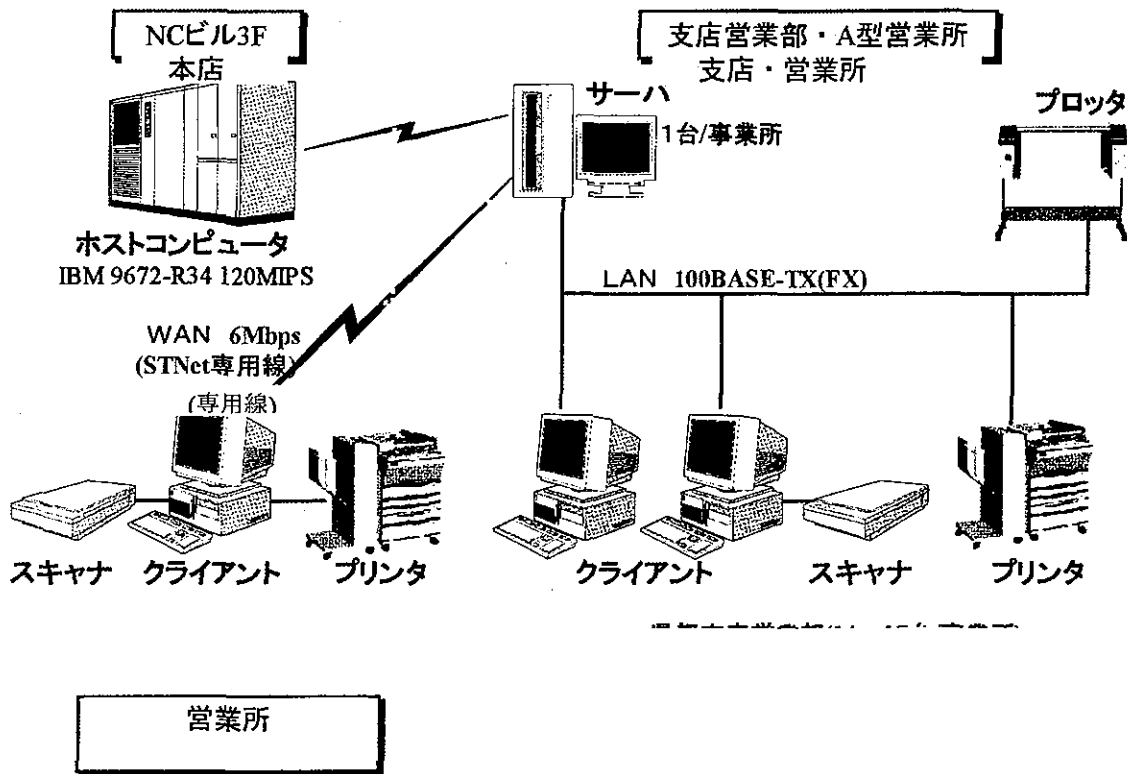 NCビル3F
本店
支店営業部・A型営業所
支店・営業所
サーハ
1台/事業所
プロッタ
ホストコンピュータ
IBM 9672-R34 120MIPS
LAN 100BASE-TX(FX)
WAN 6Mbps
(STNet専用線)
(専用線)
スキャナ
クライアント
プリンタ
クライアント
スキャナ
プリンタ
営業所